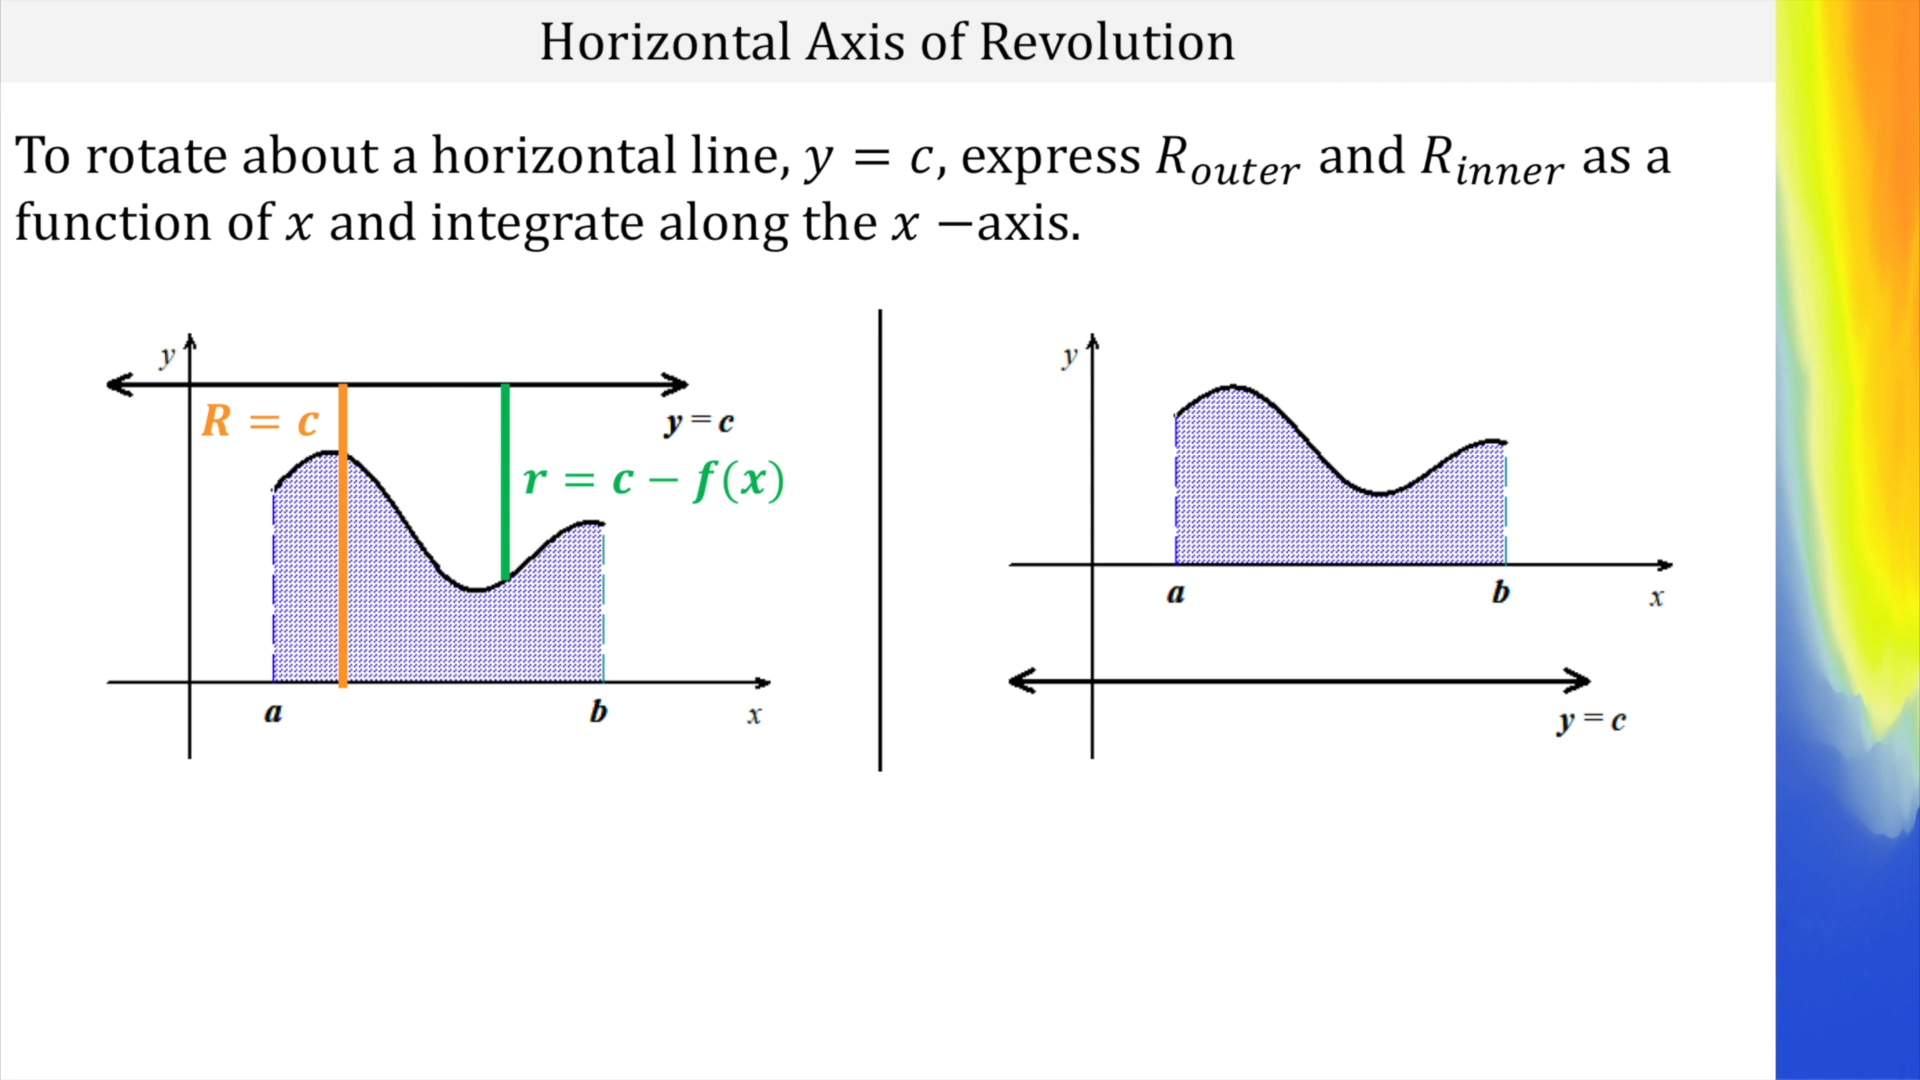 Horizontal Axis of Revolution
To rotate about a horizontal line, y = c, express R_outer and R_inner as a
function of x and integrate along the x −axis.
y
R = c
y = c
r = c − f(x)
a
b
x
y
a
b
x
y = c